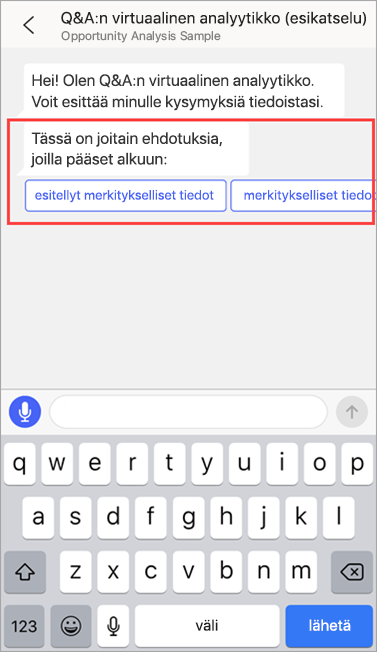 Q&A:n virtuaalinen analyytikko (esikatselu)
Opportunity Analysis Sample
Hei! Olen Q&A:n virtuaalinen analyytikko.
Voit esittää minulle kysymyksiä tiedoistasi.
Tässä on joitain ehdotuksia,
joilla pääset alkuun:
esitellyt merkitykselliset tiedot
merkitykselliset tiedo
q w e r t y u i o p
a s d f g h j k l
z x c v b n m
123 väli lähetä